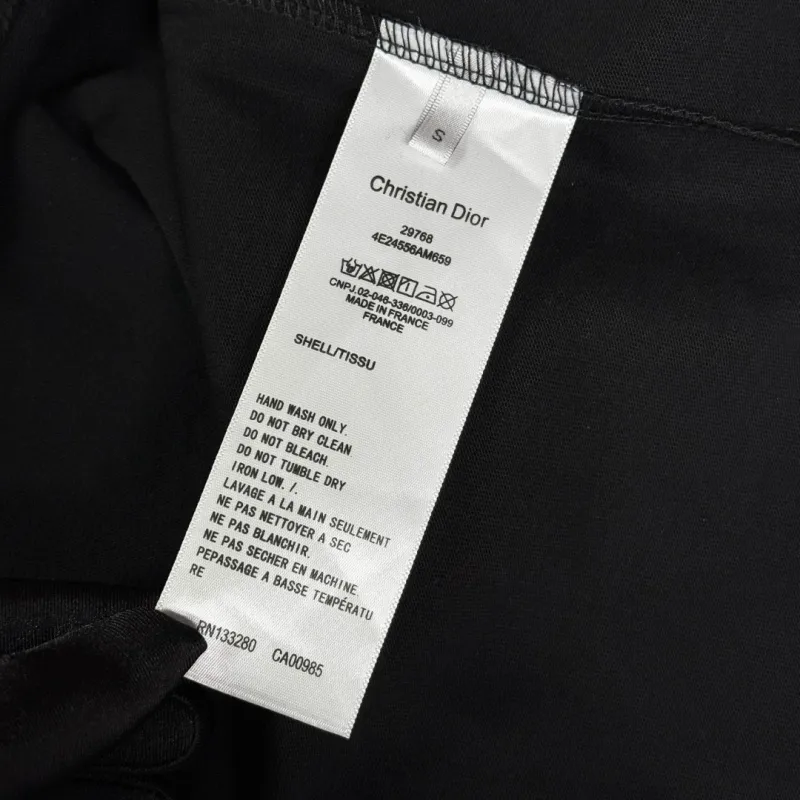 S
Christian Dior
29768
4E24556AM659
CNPJ.02-046-336/0003-099
MADE IN FRANCE
FRANCE
SHELL/TISSU
HAND WASH ONLY.
DO NOT BRY CLEAN
DO NOT BLEACH.
DO NOT TUMBLE DRY
IRON LOW. /.
LAVAGE A LA MAIN SEULEMENT
NE PAS NETTOYER A SEC
NE PAS BLANCHIR.
NE PAS SECHER EN MACHINE.
PEPASSAGE A BASSE TEMPÉRATU
RE
RN133280 CA00985